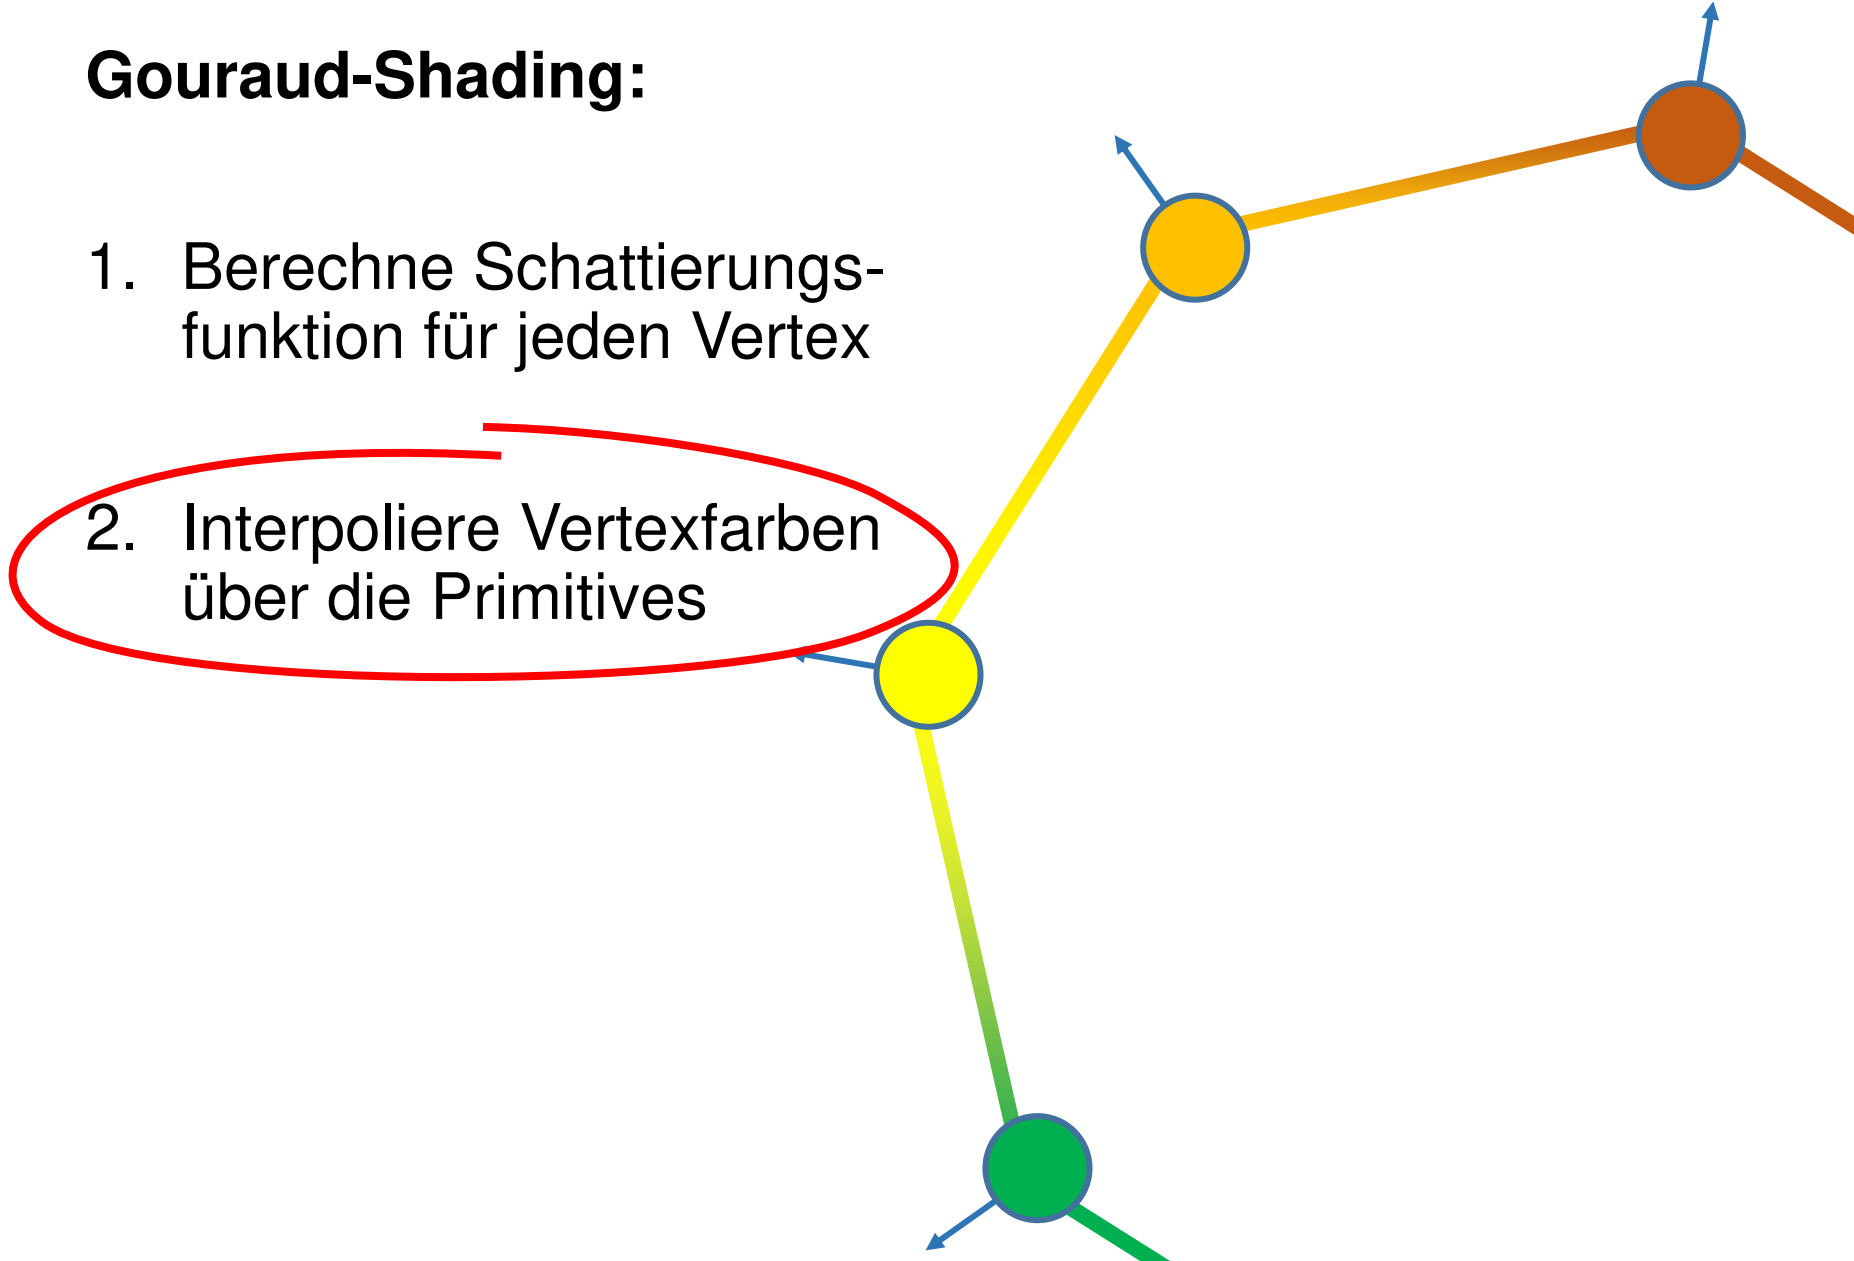 Gouraud-Shading:
1. Berechne Schattierungs-
funktion für jeden Vertex
2. Interpoliere Vertexfarben
über die Primitives